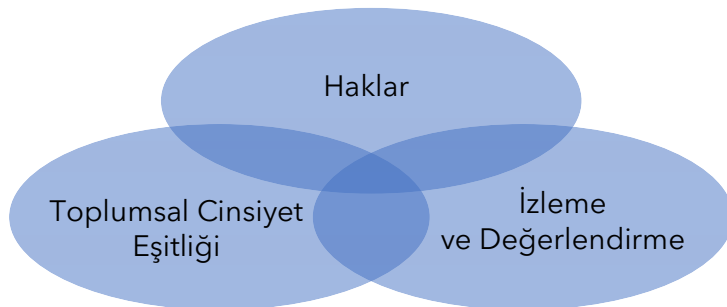 Haklar
Toplumsal Cinsiyet
Eşitliği
İzleme
ve Değerlendirme